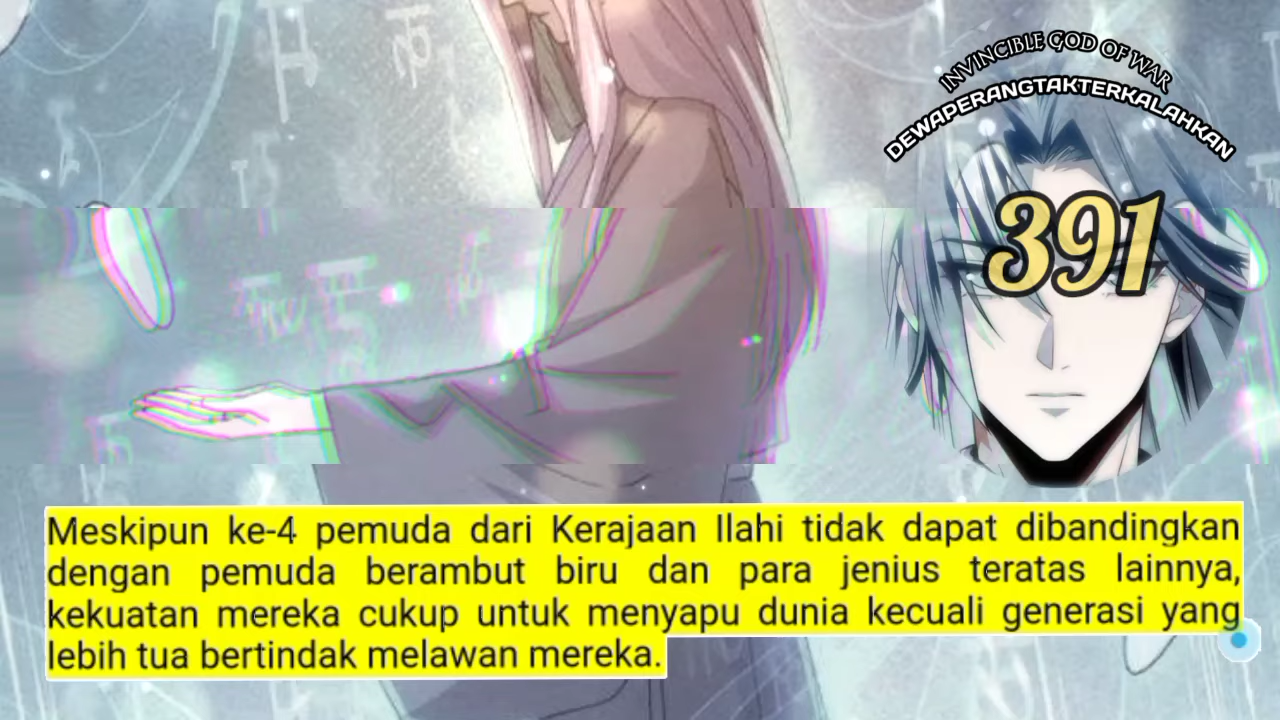 INVINCIBLE GOD OF WAR
DEWAPERANGTAKTERKALAHKAN
391
Meskipun ke-4 pemuda dari Kerajaan Ilahi tidak dapat dibandingkan
dengan pemuda berambut biru dan para jenius teratas lainnya,
kekuatan mereka cukup untuk menyapu dunia kecuali generasi yang
lebih tua bertindak melawan mereka.